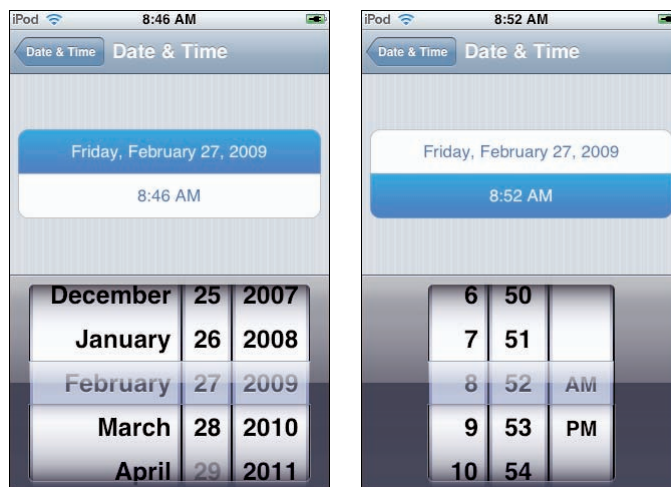 iPod 8:46 AM
Date & Time Date & Time
Friday, February 27, 2009
8:46 AM
December 25 2007
January 26 2008
February 27 2009
March 28 2010
April 29 2011
iPod 8:52 AM
Date & Time Date & Time
Friday, February 27, 2009
8:52 AM
6 50
7 51
8 52 AM
9 53 PM
10 54